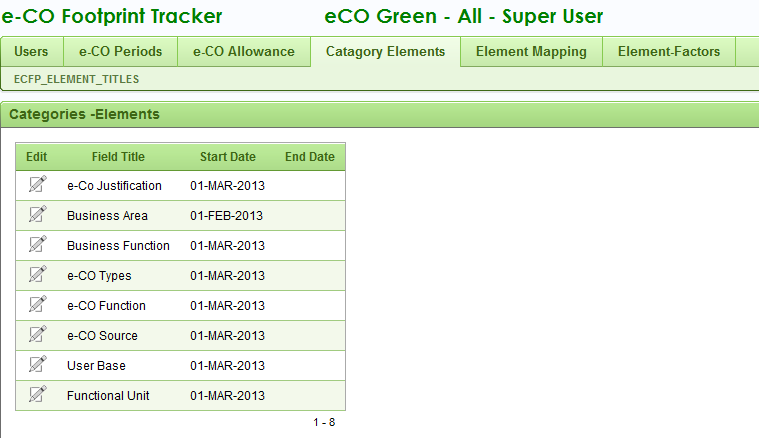 e-CO Footprint Tracker eCO Green - All - Super User
Users e-CO Periods e-CO Allowance Catagory Elements Element Mapping Element-Factors
ECFP_ELEMENT_TITLES
Categories -Elements
Edit Field Title Start Date End Date
e-Co Justification 01-MAR-2013
Business Area 01-FEB-2013
Business Function 01-MAR-2013
e-CO Types 01-MAR-2013
e-CO Function 01-MAR-2013
e-CO Source 01-MAR-2013
User Base 01-MAR-2013
Functional Unit 01-MAR-2013
1 - 8